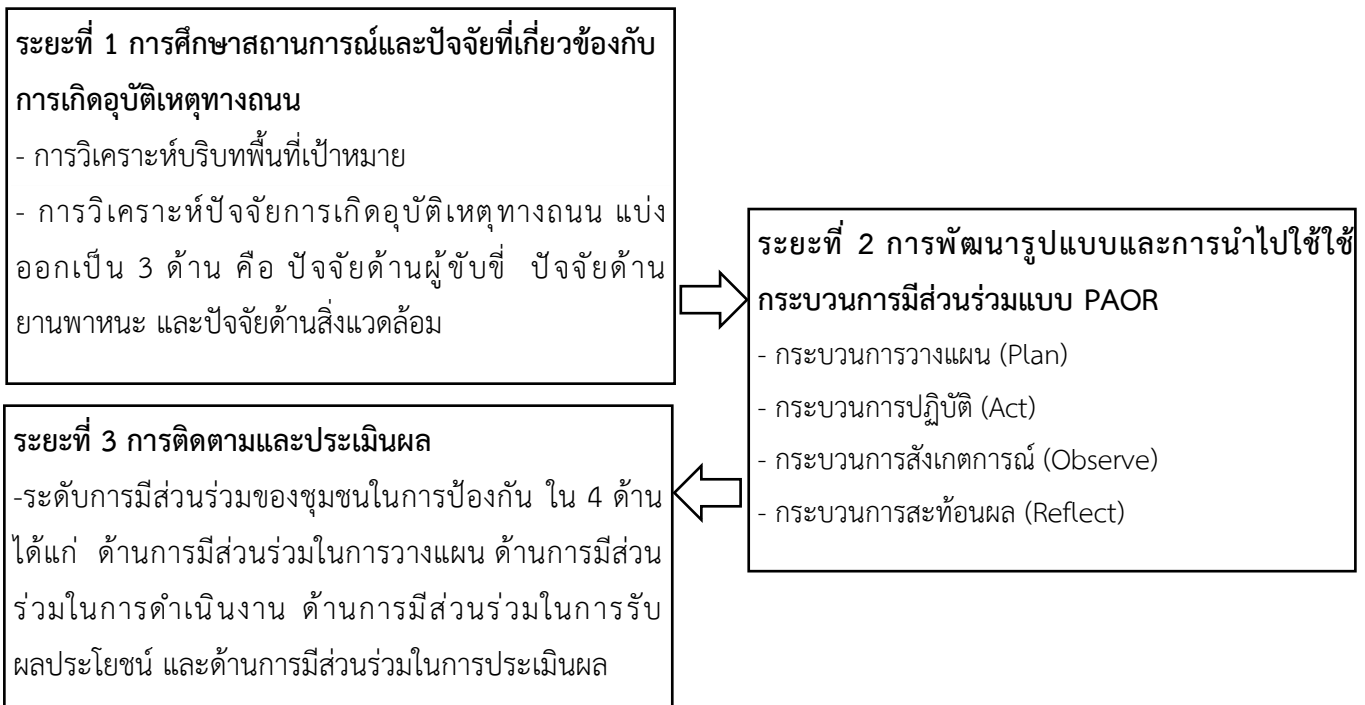 ระยะที่ 1 การศึกษาสถานการณ์และปัจจัยที่เกี่ยวข้องกับ
การเกิดอุบัติเหตุทางถนน
- การวิเคราะห์บริบทพื้นที่เป้าหมาย
- การวิเคราะห์ปัจจัยการเกิดอุบัติเหตุทางถนน แบ่ง
ออกเป็น 3 ด้าน คือ ปัจจัยด้านผู้ขับขี่ ปัจจัยด้าน
ยานพาหนะ และปัจจัยด้านสิ่งแวดล้อม
ระยะที่ 2 การพัฒนารูปแบบและการนำไปใช้ใช้
กระบวนการมีส่วนร่วมแบบ PAOR
- กระบวนการวางแผน (Plan)
- กระบวนการปฏิบัติ (Act)
- กระบวนการสังเกตการณ์ (Observe)
- กระบวนการสะท้อนผล (Reflect)
ระยะที่ 3 การติดตามและประเมินผล
-ระดับการมีส่วนร่วมของชุมชนในการป้องกัน ใน 4 ด้าน
ได้แก่ ด้านการมีส่วนร่วมในการวางแผน ด้านการมีส่วน
ร่วมในการดำเนินงาน ด้านการมีส่วนร่วมในการรับ
ผลประโยชน์ และด้านการมีส่วนร่วมในการประเมินผล